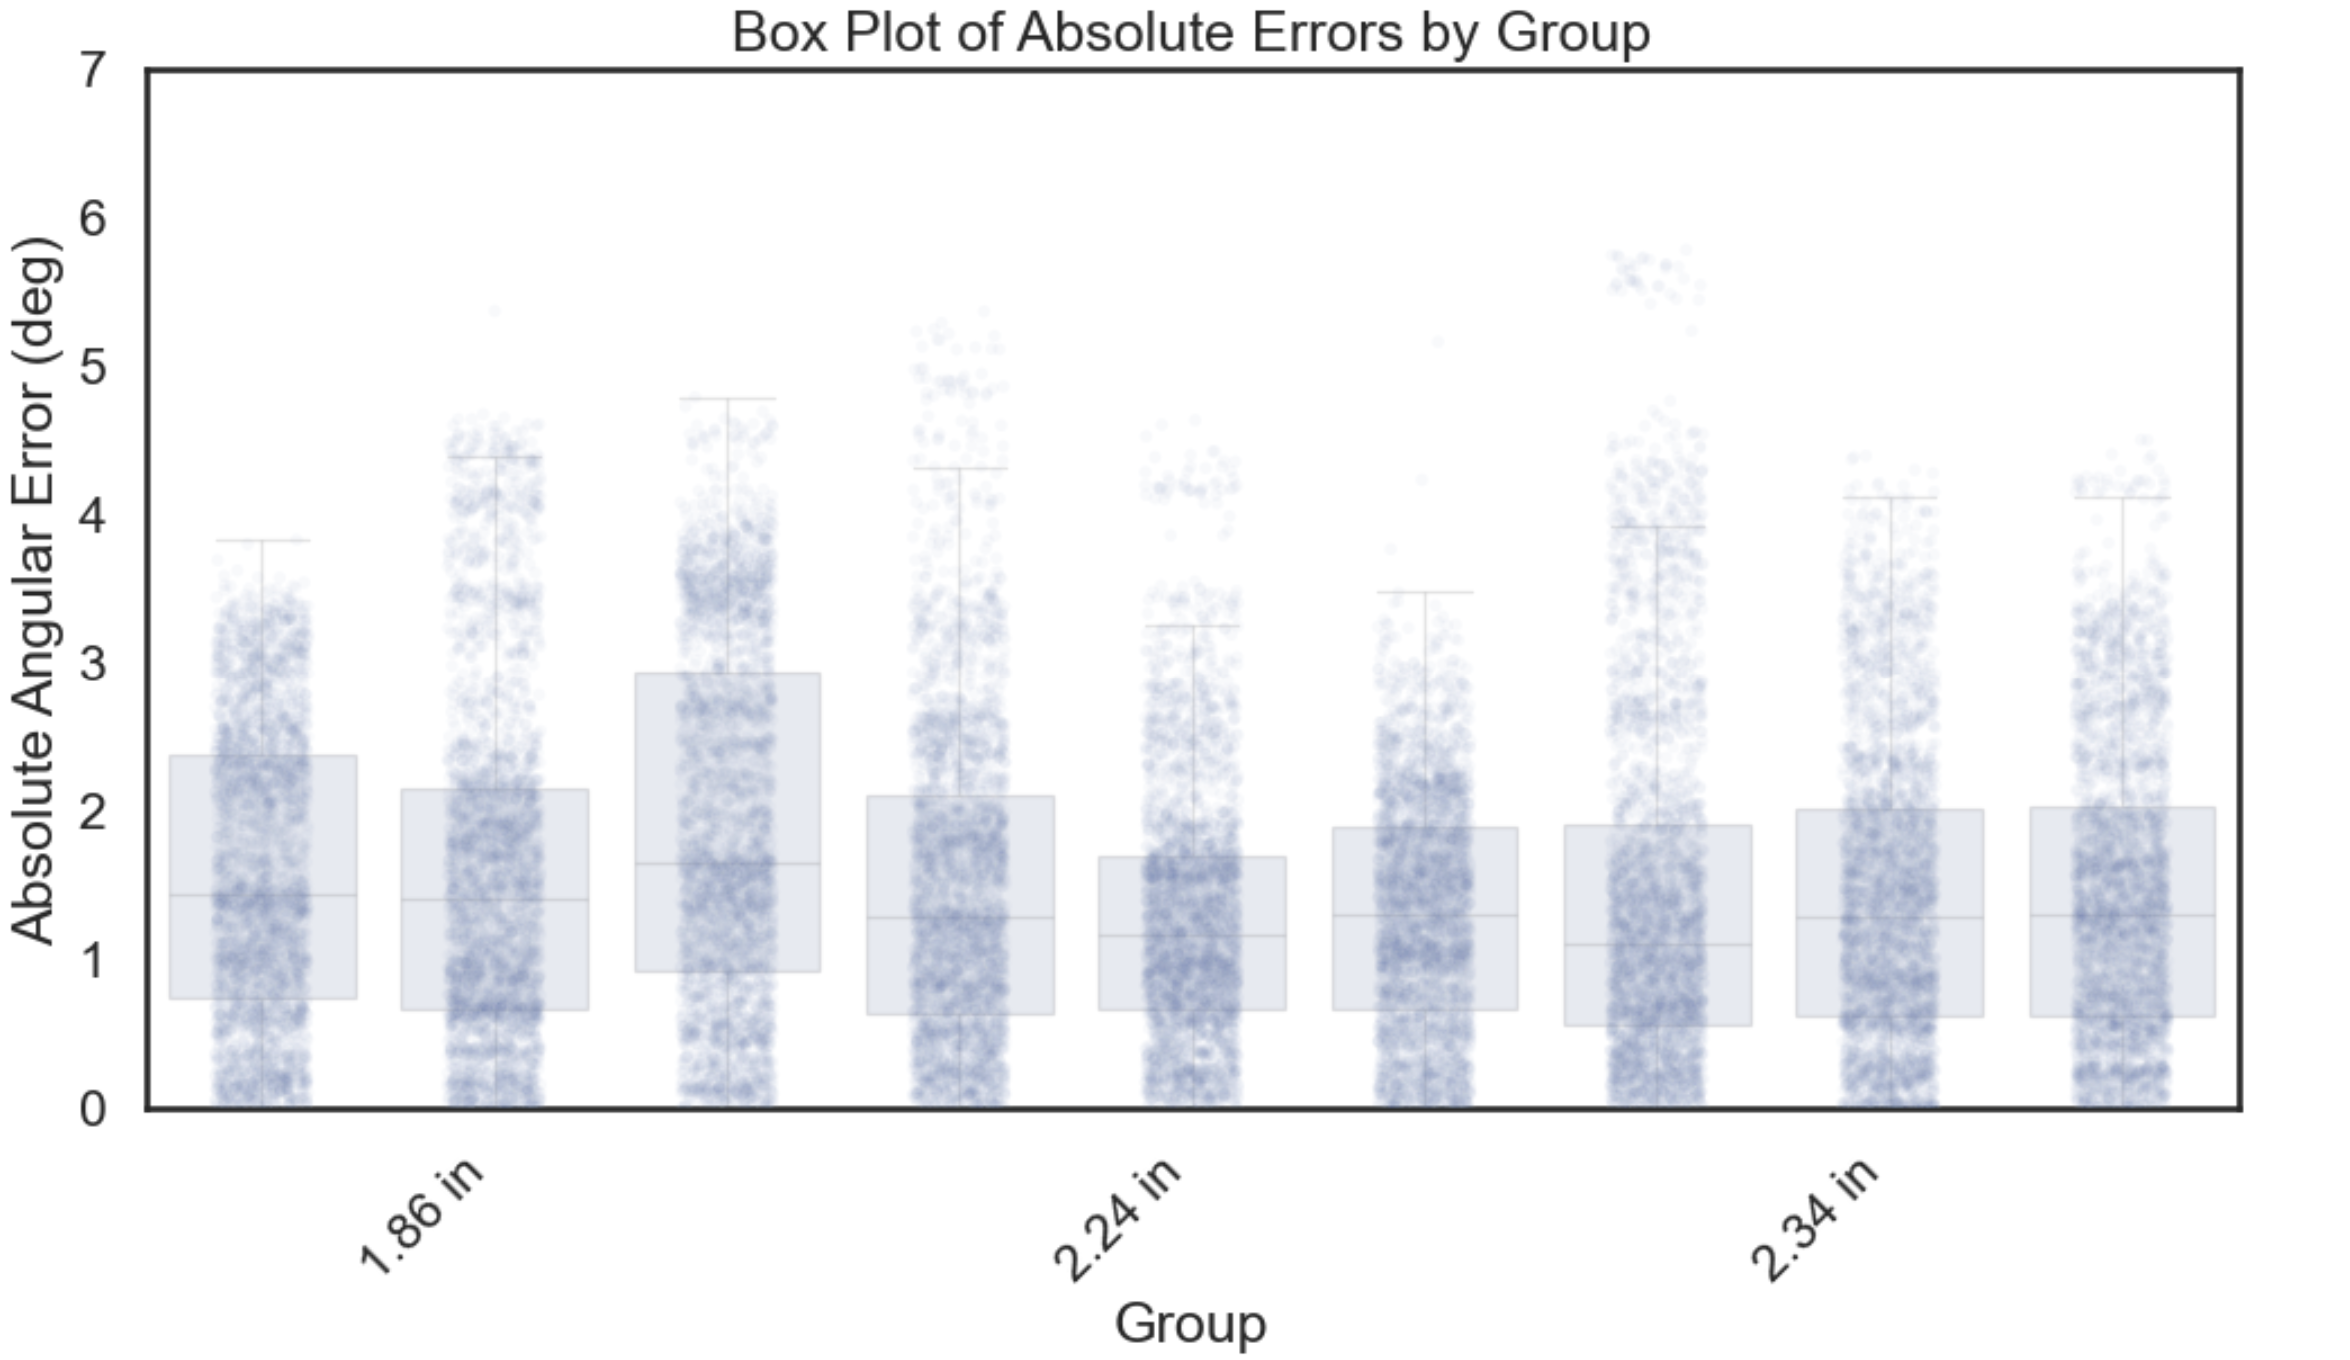 Box Plot of Absolute Errors by Group
Absolute Angular Error (deg)
7
6
5
4
3
2
1
0
1.86 in
2.24 in
2.34 in
Group